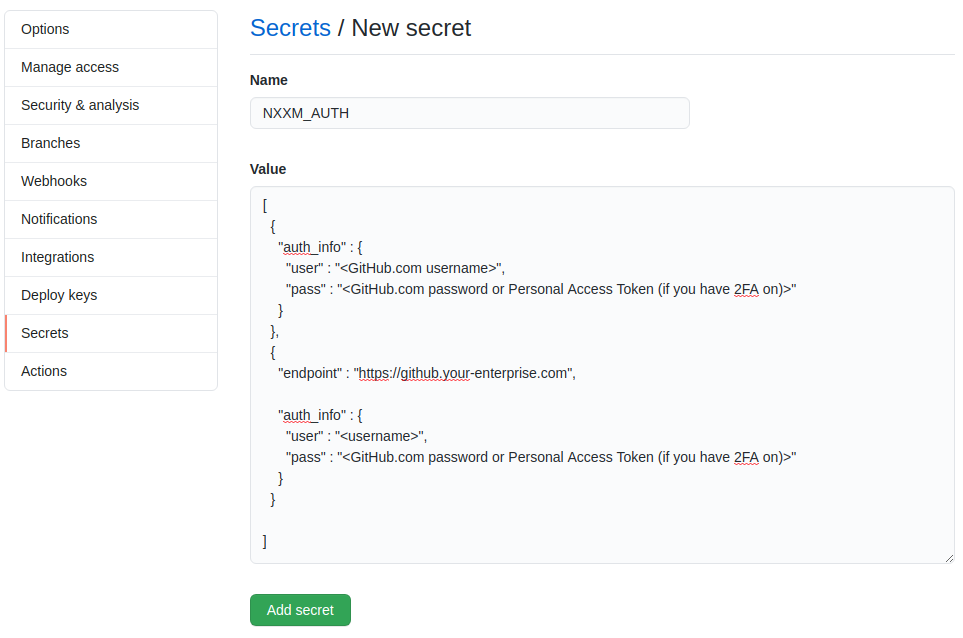 Options
Manage access
Security & analysis
Branches
Webhooks
Notifications
Integrations
Deploy keys
Secrets
Actions
Secrets / New secret
Name
NXXM_AUTH
Value
[
{
"auth_info" : {
"user" : "<GitHub.com username>",
"pass" : "<GitHub.com password or Personal Access Token (if you have 2FA on)>"
}
},
{
"endpoint" : "https://github.your-enterprise.com",
"auth_info" : {
"user" : "<username>",
"pass" : "<GitHub.com password or Personal Access Token (if you have 2FA on)>"
}
}
]
Add secret